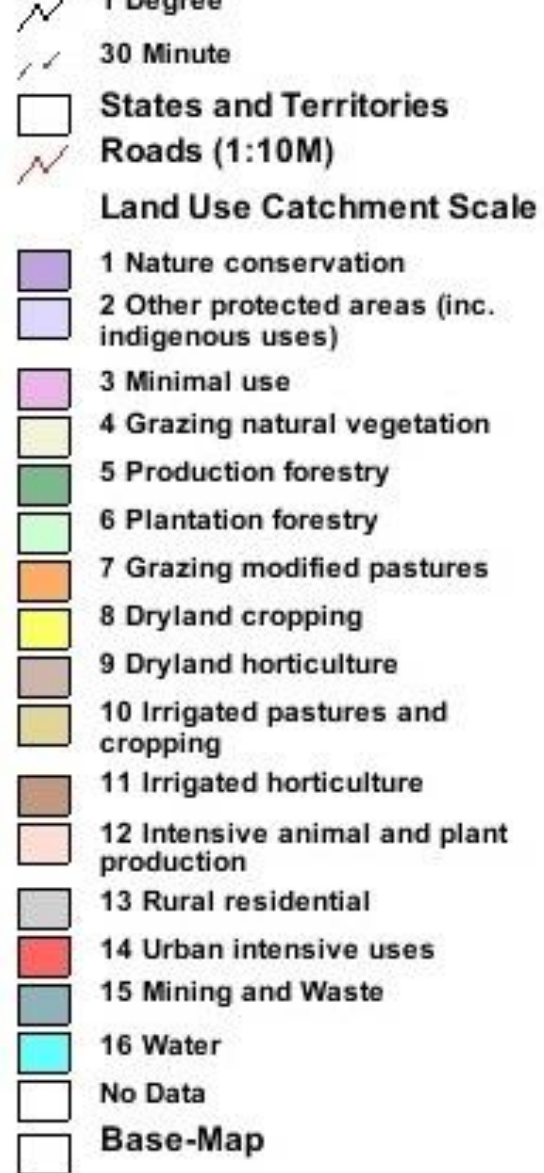 1 Degree
30 Minute
States and Territories
Roads (1:10M)
Land Use Catchment Scale
1 Nature conservation
2 Other protected areas (inc.
indigenous uses)
3 Minimal use
4 Grazing natural vegetation
5 Production forestry
6 Plantation forestry
7 Grazing modified pastures
8 Dryland cropping
9 Dryland horticulture
10 Irrigated pastures and
cropping
11 Irrigated horticulture
12 Intensive animal and plant
production
13 Rural residential
14 Urban intensive uses
15 Mining and Waste
16 Water
No Data
Base-Map